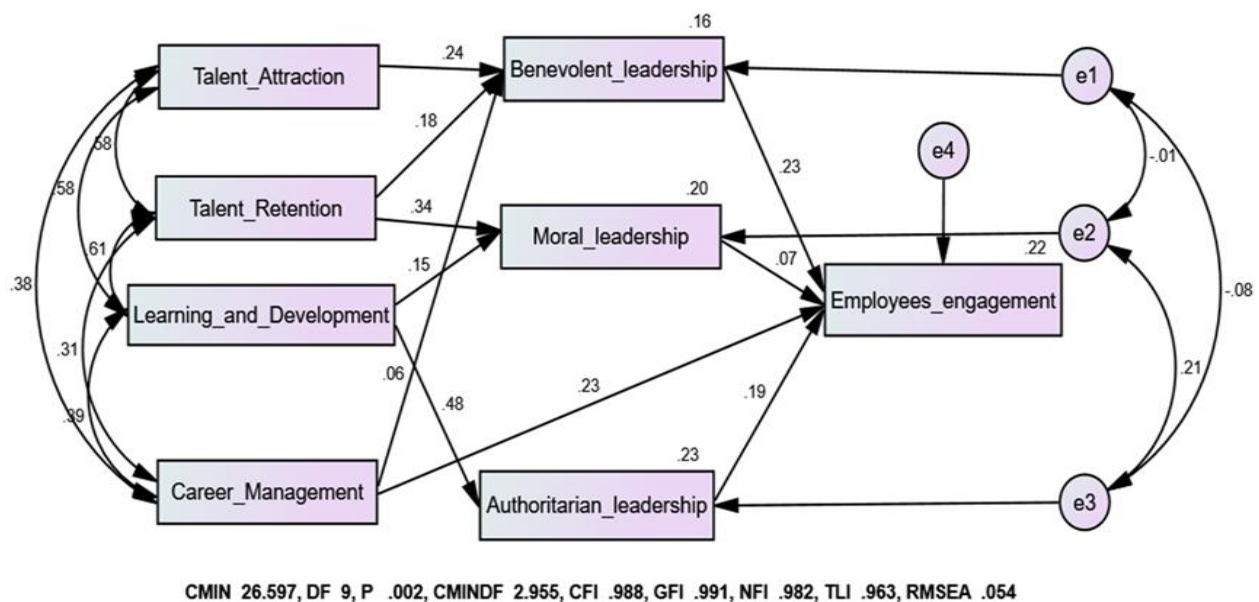 .16
Talent_Attraction
.24
Benevolent_leadership
e1
.18
e4
.58
-.01
.58
.23
Talent_Retention
.34
.20
Moral_leadership
e2
.22
.61
.15
.07
.38
Learning_and_Development
Employees_engagement
-.08
.31
.06
.48
.23
.19
.21
.39
.23
Career_Management
Authoritarian_leadership
e3
CMIN 26.597, DF 9, P .002, CMINDF 2.955, CFI .988, GFI .991, NFI .982, TLI .963, RMSEA .054